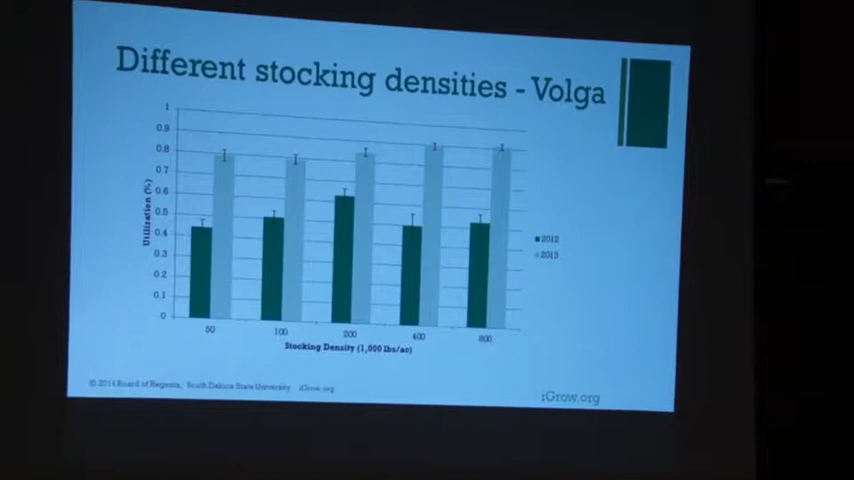 Different stocking densities - Volga
1
0.9
0.8
0.7
0.6
0.5
0.4
0.3
0.2
0.1
0
Utilization (%)
50 100 200 400 800
Stocking Density (1,000 lbs/ac)
2012
2013
© 2014 Board of Regents, South Dakota State University iGrow.org
iGrow.org